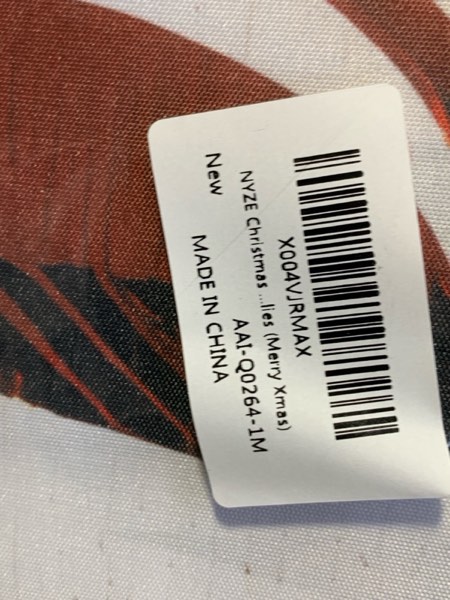 X004VJRMAX
NYZE Christmas ...lies (Merry Xmas)
New AAI-Q0264-1M
MADE IN CHINA